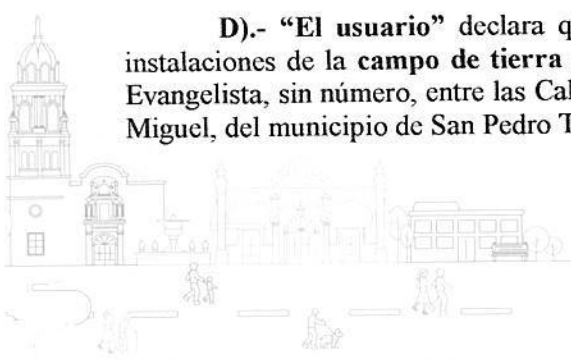 D).- “El usuario” declara q
instalaciones de la campo de tierra
Evangelista, sin número, entre las Cal
Miguel, del municipio de San Pedro T